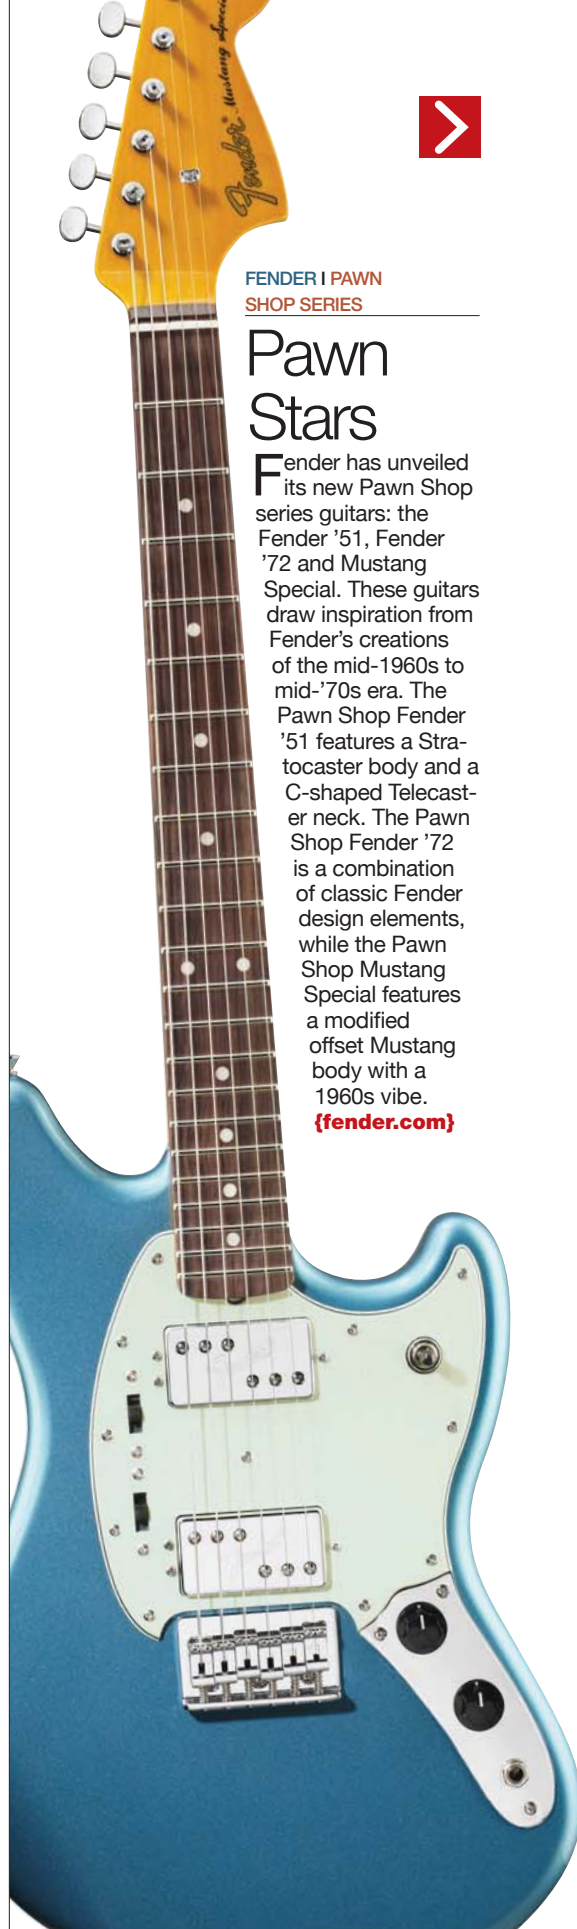 Fender® Mustang Special
FENDER | PAWN
SHOP SERIES
Pawn
Stars
Fender has unveiled
its new Pawn Shop
series guitars: the
Fender ’51, Fender
’72 and Mustang
Special. These guitars
draw inspiration from
Fender’s creations
of the mid-1960s to
mid-’70s era. The
Pawn Shop Fender
’51 features a Stra-
tocaster body and a
C-shaped Telecast-
er neck. The Pawn
Shop Fender ’72
is a combination
of classic Fender
design elements,
while the Pawn
Shop Mustang
Special features
a modified
offset Mustang
body with a
1960s vibe.
{fender.com}